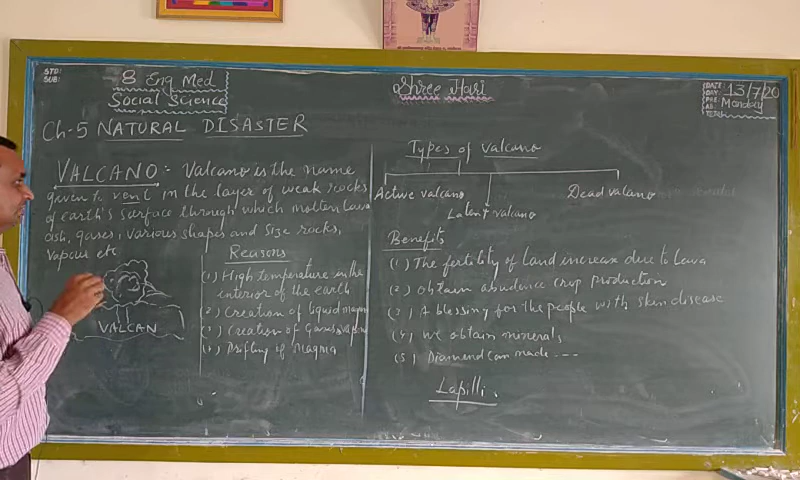 STD:
SUB:
8 Eng Med
Social Science
Shree Hari
DATE: 13/7/20
DAY: Monday
PRE:
AB:
Ch-5 NATURAL DISASTER
VALCANO:- Valcano is the name
given to vent in the layer of weak rocks
of earth's surface through which molten lava
ash, gases, various shapes and size rocks,
vapours etc
VALCAN
Reasons
(1) High temperature in the
interior of the earth
(2) Creation of liquid magma
(3) Creation of Gases & vapour
(4) Drifting of Magma
Types of valcano
Active valcano
Latent valcano
Dead valcano
Benefits
(1) The fertility of land increase due to Lava
(2) obtain abundance crop production
(3) A blessing for the people with skin disease
(4) we obtain minerals
(5) Diamond can made ---
Lapilli.